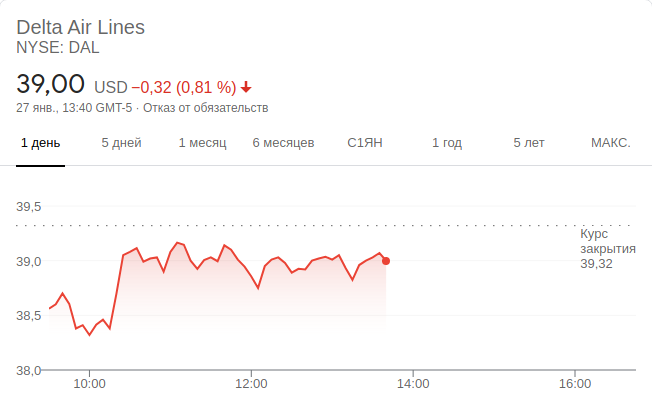 Delta Air Lines
NYSE: DAL
39,00 USD −0,32 (0,81 %)
27 янв., 13:40 GMT-5 · Отказ от обязательств
1 день 5 дней 1 месяц 6 месяцев С1ЯН 1 год 5 лет МАКС.
39,5
Курс
закрытия
39,32
39,0
38,5
38,0
10:00 12:00 14:00 16:00